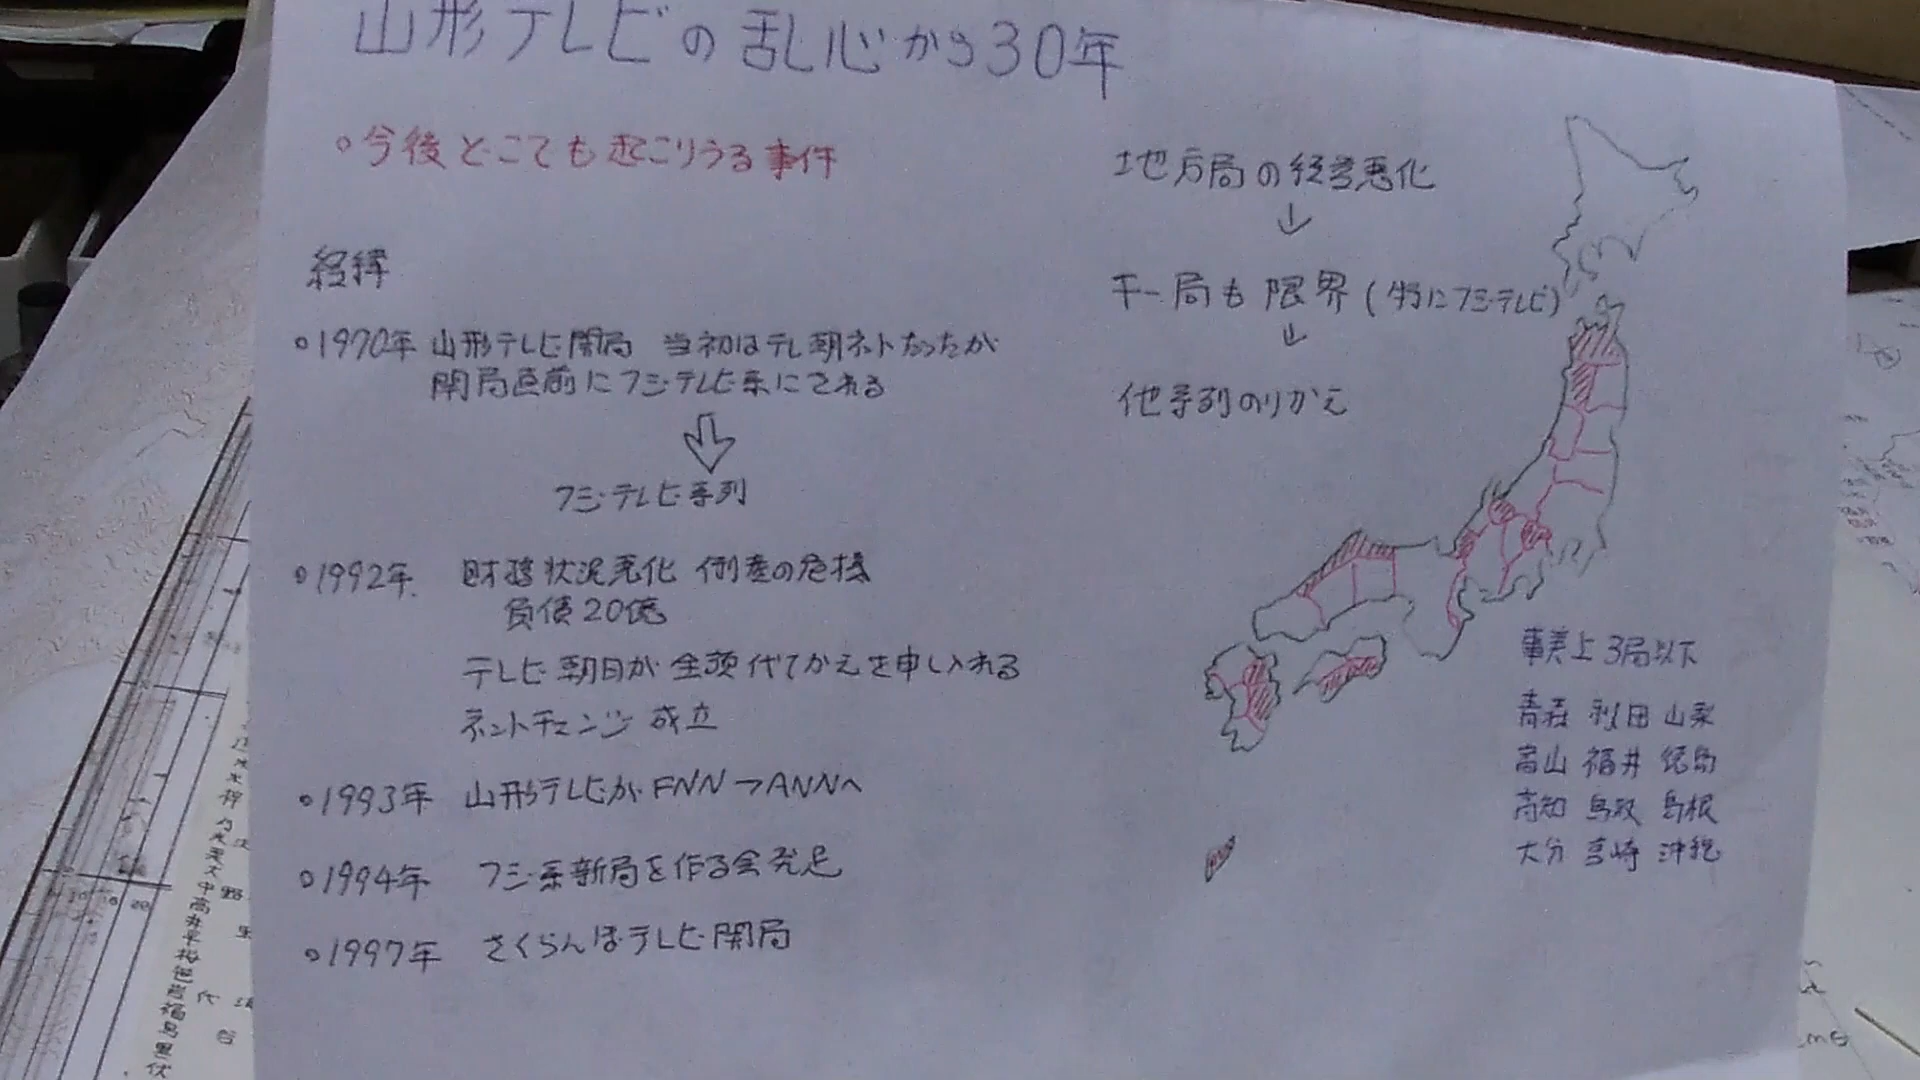 山形テレビの乱心から30年
。今後どこでも起こりうる事件
経緯
。1970年 山形テレビ開局 当初はテレ朝ネトだったが
開局直前にフジテレビ系にされる
フジテレビ系列
。1992年 財務状況悪化 倒産の危機
負債20億
テレビ朝日が全額代てかえを申し入れる
ネットチェンジ 成立
。1993年 山形テレビがFNN→ANNへ
。1994年 フジ系新局を作る会発足
。1997年 さくらんぼテレビ開局
地方局の経営悪化
↓
キー局も限界(特にフジテレビ)
↓
他系列のりかえ
事実上3局以下
青森 秋田 山梨
富山 福井 徳島
高知 鳥取 島根
大分 宮崎 沖縄